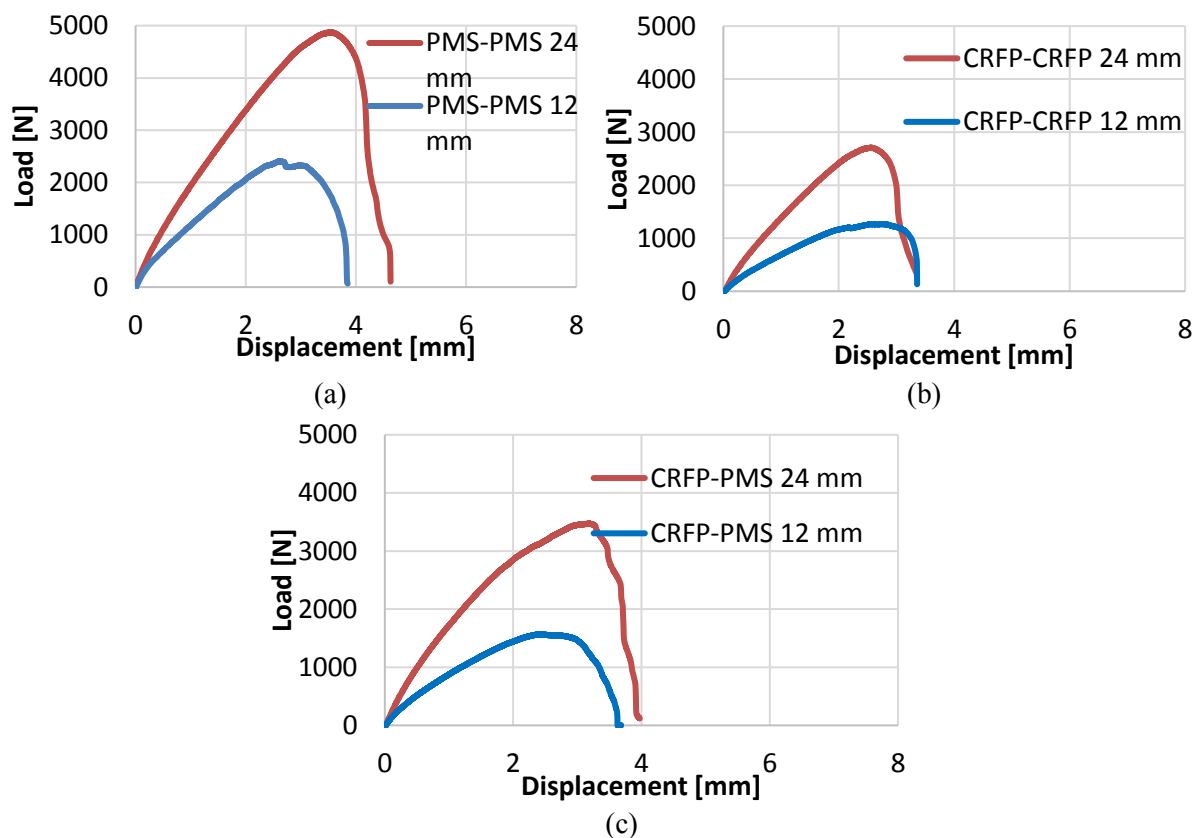 5000
4000
3000
2000
1000
0
Load [N]
0 2 4 6 8
Displacement [mm]
PMS-PMS 24
mm
PMS-PMS 12
mm
(a)
5000
4000
3000
2000
1000
0
Load [N]
0 2 4 6 8
Displacement [mm]
CRFP-CRFP 24 mm
CRFP-CRFP 12 mm
(b)
5000
4000
3000
2000
1000
0
Load [N]
0 2 4 6 8
Displacement [mm]
CRFP-PMS 24 mm
CRFP-PMS 12 mm
(c)